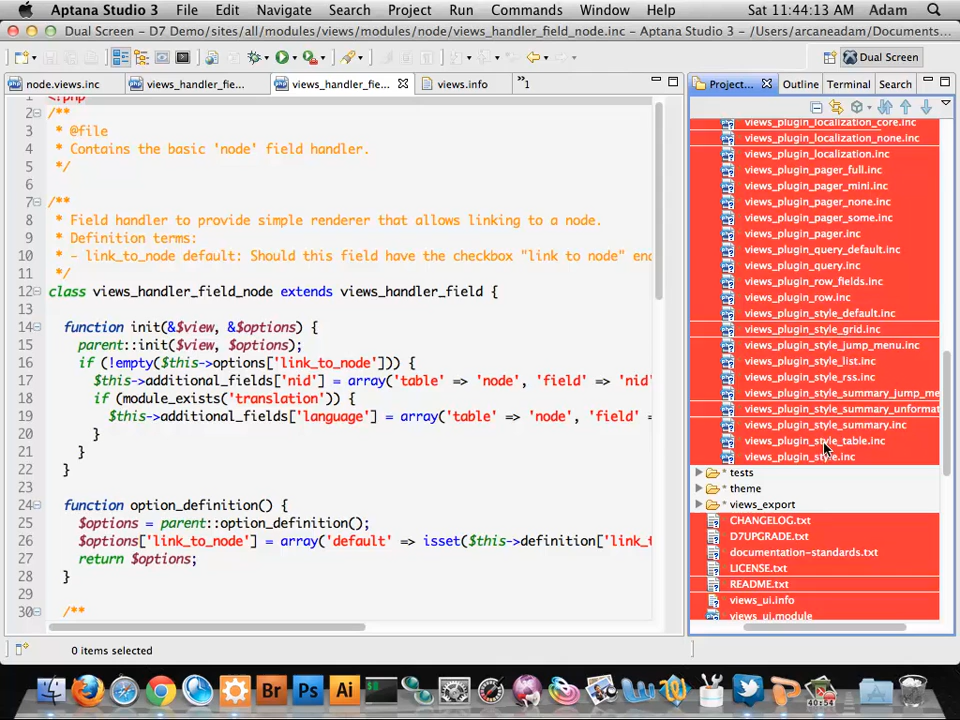 Aptana Studio 3 File Edit Navigate Search Project Run Commands Window Help Sat 11:44:13 AM Adam
Dual Screen - D7 Demo/sites/all/modules/views/modules/node/views_handler_field_node.inc - Aptana Studio 3 - /Users/arcaneadam/Documents...
Dual Screen
node.views.inc views_handler_fie... views_handler_fie... views.info »1
Project... Outline Terminal Search
1 <?php
2 /**
3 * @file
4 * Contains the basic 'node' field handler.
5 */
6
7 /**
8 * Field handler to provide simple renderer that allows linking to a node.
9 * Definition terms:
10 * - link_to_node default: Should this field have the checkbox "link to node" en
11 */
12 class views_handler_field_node extends views_handler_field {
13
14 function init(&$view, &$options) {
15 parent::init($view, $options);
16 if (!empty($this->options['link_to_node'])) {
17 $this->additional_fields['nid'] = array('table' => 'node', 'field' => 'nid'
18 if (module_exists('translation')) {
19 $this->additional_fields['language'] = array('table' => 'node', 'field' =
20 }
21 }
22 }
23
24 function option_definition() {
25 $options = parent::option_definition();
26 $options['link_to_node'] = array('default' => isset($this->definition['link_t
27 return $options;
28 }
29
30 /**
views_plugin_localization_core.inc
views_plugin_localization_none.inc
views_plugin_localization.inc
views_plugin_pager_full.inc
views_plugin_pager_mini.inc
views_plugin_pager_none.inc
views_plugin_pager_some.inc
views_plugin_pager.inc
views_plugin_query_default.inc
views_plugin_query.inc
views_plugin_row_fields.inc
views_plugin_row.inc
views_plugin_style_default.inc
views_plugin_style_grid.inc
views_plugin_style_jump_menu.inc
views_plugin_style_list.inc
views_plugin_style_rss.inc
views_plugin_style_summary_jump_me
views_plugin_style_summary_unformat
views_plugin_style_summary.inc
views_plugin_style_table.inc
views_plugin_style.inc
* tests
* theme
* views_export
CHANGELOG.txt
D7UPGRADE.txt
documentation-standards.txt
LICENSE.txt
README.txt
views_ui.info
views_ui.module
0 items selected
Br Ps Ai
40:54